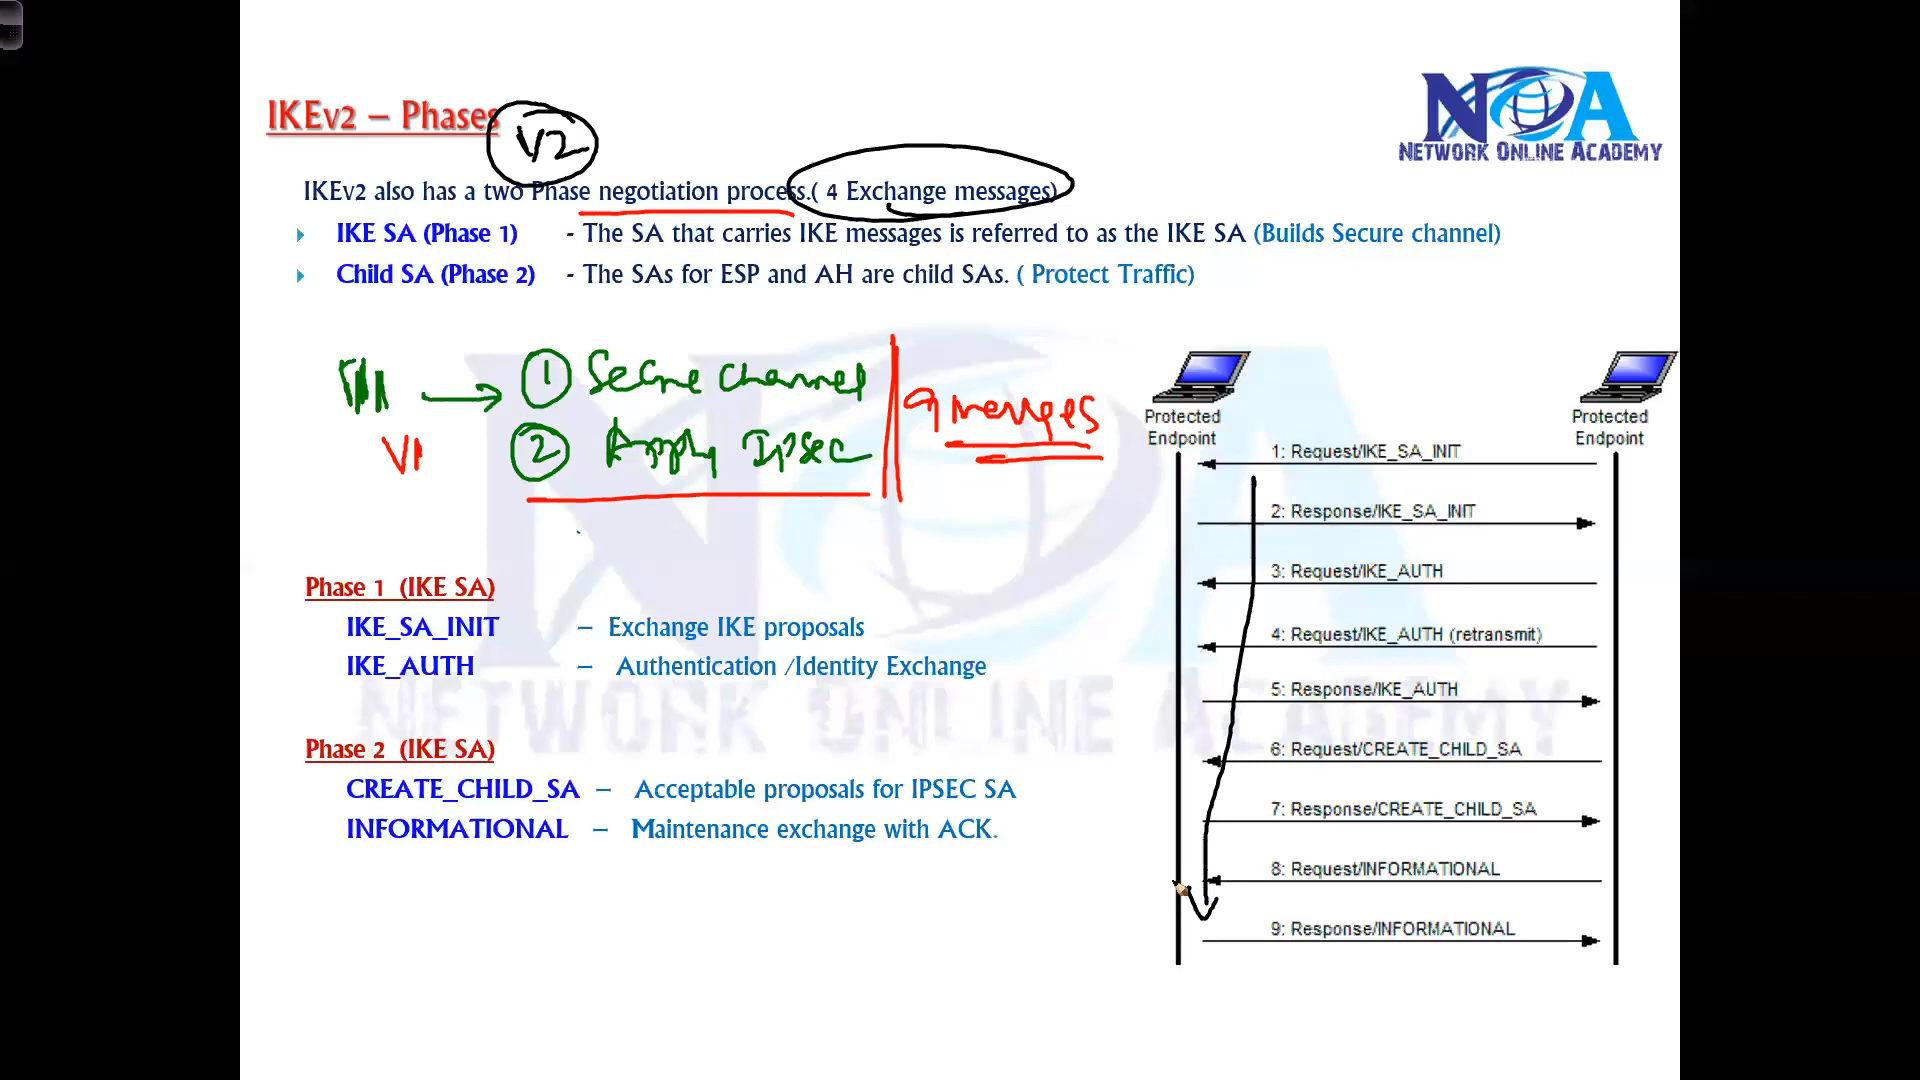 IKEv2 – Phases
V2
NOA
NETWORK ONLINE ACADEMY
IKEv2 also has a two Phase negotiation process.( 4 Exchange messages)
IKE SA (Phase 1) - The SA that carries IKE messages is referred to as the IKE SA (Builds Secure channel)
Child SA (Phase 2) - The SAs for ESP and AH are child SAs. ( Protect Traffic)
1 Secure channel
9 messages
V1
2 Apply IPsec
Protected
Endpoint
Protected
Endpoint
1: Request/IKE_SA_INIT
2: Response/IKE_SA_INIT
3: Request/IKE_AUTH
4: Request/IKE_AUTH (retransmit)
5: Response/IKE_AUTH
6: Request/CREATE_CHILD_SA
7: Response/CREATE_CHILD_SA
8: Request/INFORMATIONAL
9: Response/INFORMATIONAL
Phase 1 (IKE SA)
IKE_SA_INIT – Exchange IKE proposals
IKE_AUTH – Authentication /Identity Exchange
Phase 2 (IKE SA)
CREATE_CHILD_SA – Acceptable proposals for IPSEC SA
INFORMATIONAL – Maintenance exchange with ACK.
NOA
NETWORK ONLINE ACADEMY